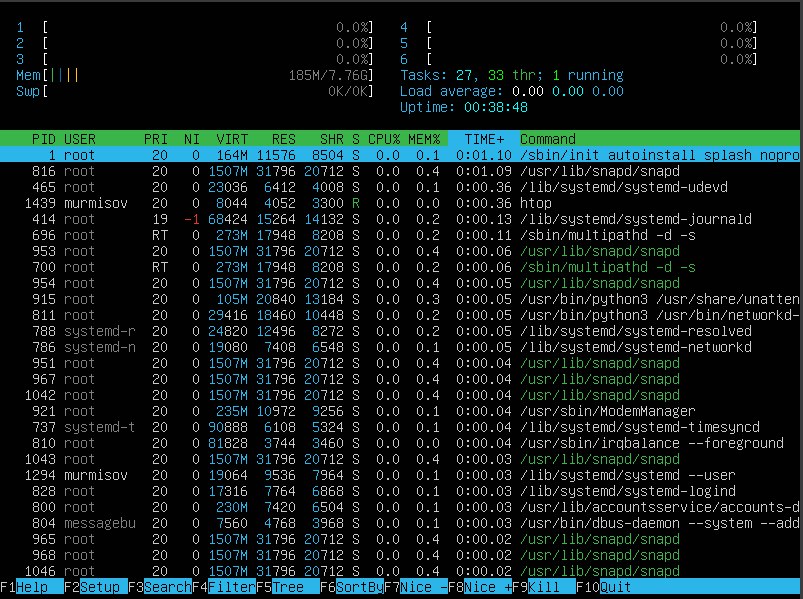 1 [ 0.0%] 4 [ 0.0%]
2 [ 0.0%] 5 [ 0.0%]
3 [ 0.0%] 6 [ 0.0%]
Mem[|||| 185M/7.76G] Tasks: 27, 33 thr; 1 running
Swp[ 0K/0K] Load average: 0.00 0.00 0.00
Uptime: 00:38:48
PID USER PRI NI VIRT RES SHR S CPU% MEM% TIME+ Command
1 root 20 0 164M 11576 8504 S 0.0 0.1 0:01.10 /sbin/init autoinstall splash nopro
816 root 20 0 1507M 31796 20712 S 0.0 0.4 0:01.09 /usr/lib/snapd/snapd
465 root 20 0 23036 6412 4008 S 0.0 0.1 0:00.36 /lib/systemd/systemd-udevd
1439 murmisov 20 0 8044 4052 3300 R 0.0 0.0 0:00.36 htop
414 root 19 -1 68424 15264 14132 S 0.0 0.2 0:00.13 /lib/systemd/systemd-journald
696 root RT 0 273M 17948 8208 S 0.0 0.2 0:00.11 /sbin/multipathd -d -s
953 root 20 0 1507M 31796 20712 S 0.0 0.4 0:00.06 /usr/lib/snapd/snapd
700 root RT 0 273M 17948 8208 S 0.0 0.2 0:00.06 /sbin/multipathd -d -s
954 root 20 0 1507M 31796 20712 S 0.0 0.4 0:00.05 /usr/lib/snapd/snapd
915 root 20 0 105M 20840 13184 S 0.0 0.3 0:00.05 /usr/bin/python3 /usr/share/unatten
811 root 20 0 29416 18460 10448 S 0.0 0.2 0:00.05 /usr/bin/python3 /usr/bin/networkd-
788 systemd-r 20 0 24820 12496 8272 S 0.0 0.2 0:00.05 /lib/systemd/systemd-resolved
786 systemd-n 20 0 19080 7408 6548 S 0.0 0.1 0:00.05 /lib/systemd/systemd-networkd
951 root 20 0 1507M 31796 20712 S 0.0 0.4 0:00.04 /usr/lib/snapd/snapd
967 root 20 0 1507M 31796 20712 S 0.0 0.4 0:00.04 /usr/lib/snapd/snapd
1042 root 20 0 1507M 31796 20712 S 0.0 0.4 0:00.04 /usr/lib/snapd/snapd
921 root 20 0 235M 10972 9256 S 0.0 0.1 0:00.04 /usr/sbin/ModemManager
737 systemd-t 20 0 90888 6108 5324 S 0.0 0.1 0:00.04 /lib/systemd/systemd-timesyncd
810 root 20 0 81828 3744 3460 S 0.0 0.0 0:00.04 /usr/sbin/irqbalance --foreground
1043 root 20 0 1507M 31796 20712 S 0.0 0.4 0:00.03 /usr/lib/snapd/snapd
1294 murmisov 20 0 19064 9536 7964 S 0.0 0.1 0:00.03 /lib/systemd/systemd --user
828 root 20 0 17316 7764 6868 S 0.0 0.1 0:00.03 /lib/systemd/systemd-logind
800 root 20 0 230M 7420 6504 S 0.0 0.1 0:00.03 /usr/lib/accountsservice/accounts-d
804 messagebu 20 0 7560 4768 3968 S 0.0 0.1 0:00.03 /usr/bin/dbus-daemon --system --add
965 root 20 0 1507M 31796 20712 S 0.0 0.4 0:00.02 /usr/lib/snapd/snapd
968 root 20 0 1507M 31796 20712 S 0.0 0.4 0:00.02 /usr/lib/snapd/snapd
1046 root 20 0 1507M 31796 20712 S 0.0 0.4 0:00.02 /usr/lib/snapd/snapd
F1Help F2Setup F3SearchF4FilterF5Tree F6SortByF7Nice -F8Nice +F9Kill F10Quit